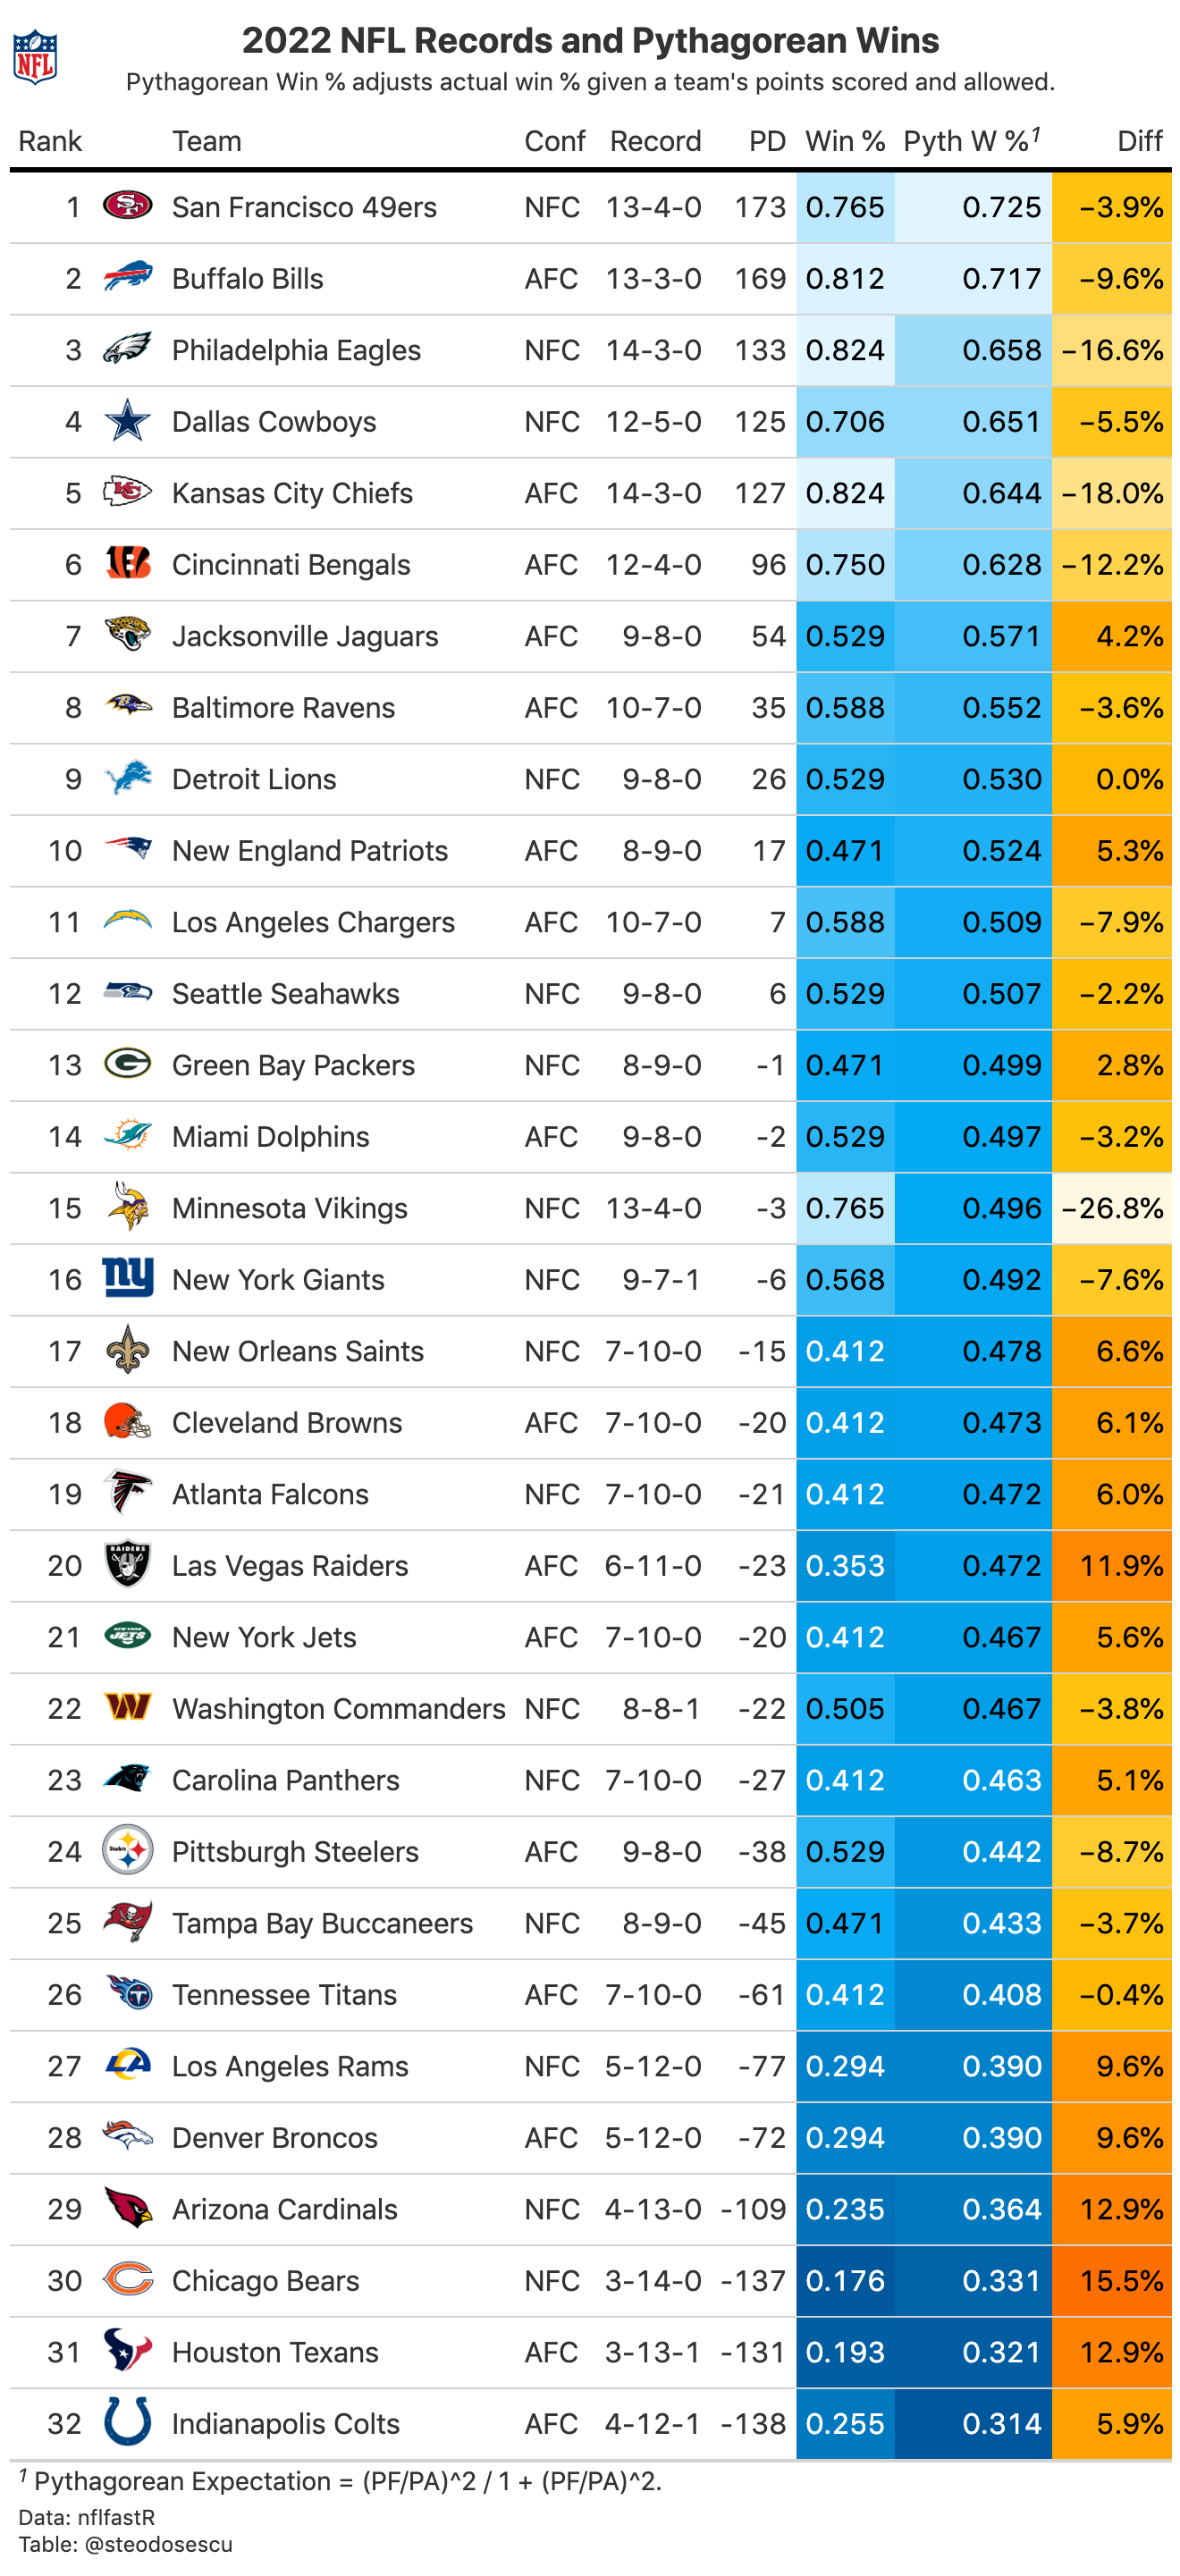 NFL
2022 NFL Records and Pythagorean Wins
Pythagorean Win % adjusts actual win % given a team's points scored and allowed.
Rank Team Conf Record PD Win % Pyth W %1 Diff
1 San Francisco 49ers NFC 13-4-0 173 0.765 0.725 −3.9%
2 Buffalo Bills AFC 13-3-0 169 0.812 0.717 −9.6%
3 Philadelphia Eagles NFC 14-3-0 133 0.824 0.658 −16.6%
4 Dallas Cowboys NFC 12-5-0 125 0.706 0.651 −5.5%
5 Kansas City Chiefs AFC 14-3-0 127 0.824 0.644 −18.0%
6 Cincinnati Bengals AFC 12-4-0 96 0.750 0.628 −12.2%
7 Jacksonville Jaguars AFC 9-8-0 54 0.529 0.571 4.2%
8 Baltimore Ravens AFC 10-7-0 35 0.588 0.552 −3.6%
9 Detroit Lions NFC 9-8-0 26 0.529 0.530 0.0%
10 New England Patriots AFC 8-9-0 17 0.471 0.524 5.3%
11 Los Angeles Chargers AFC 10-7-0 7 0.588 0.509 −7.9%
12 Seattle Seahawks NFC 9-8-0 6 0.529 0.507 −2.2%
13 Green Bay Packers NFC 8-9-0 -1 0.471 0.499 2.8%
14 Miami Dolphins AFC 9-8-0 -2 0.529 0.497 −3.2%
15 Minnesota Vikings NFC 13-4-0 -3 0.765 0.496 −26.8%
16 New York Giants NFC 9-7-1 -6 0.568 0.492 −7.6%
17 New Orleans Saints NFC 7-10-0 -15 0.412 0.478 6.6%
18 Cleveland Browns AFC 7-10-0 -20 0.412 0.473 6.1%
19 Atlanta Falcons NFC 7-10-0 -21 0.412 0.472 6.0%
20 Las Vegas Raiders AFC 6-11-0 -23 0.353 0.472 11.9%
21 New York Jets AFC 7-10-0 -20 0.412 0.467 5.6%
22 Washington Commanders NFC 8-8-1 -22 0.505 0.467 −3.8%
23 Carolina Panthers NFC 7-10-0 -27 0.412 0.463 5.1%
24 Pittsburgh Steelers AFC 9-8-0 -38 0.529 0.442 −8.7%
25 Tampa Bay Buccaneers NFC 8-9-0 -45 0.471 0.433 −3.7%
26 Tennessee Titans AFC 7-10-0 -61 0.412 0.408 −0.4%
27 Los Angeles Rams NFC 5-12-0 -77 0.294 0.390 9.6%
28 Denver Broncos AFC 5-12-0 -72 0.294 0.390 9.6%
29 Arizona Cardinals NFC 4-13-0 -109 0.235 0.364 12.9%
30 Chicago Bears NFC 3-14-0 -137 0.176 0.331 15.5%
31 Houston Texans AFC 3-13-1 -131 0.193 0.321 12.9%
32 Indianapolis Colts AFC 4-12-1 -138 0.255 0.314 5.9%
1 Pythagorean Expectation = (PF/PA)^2 / 1 + (PF/PA)^2.
Data: nflfastR
Table: @steodosescu